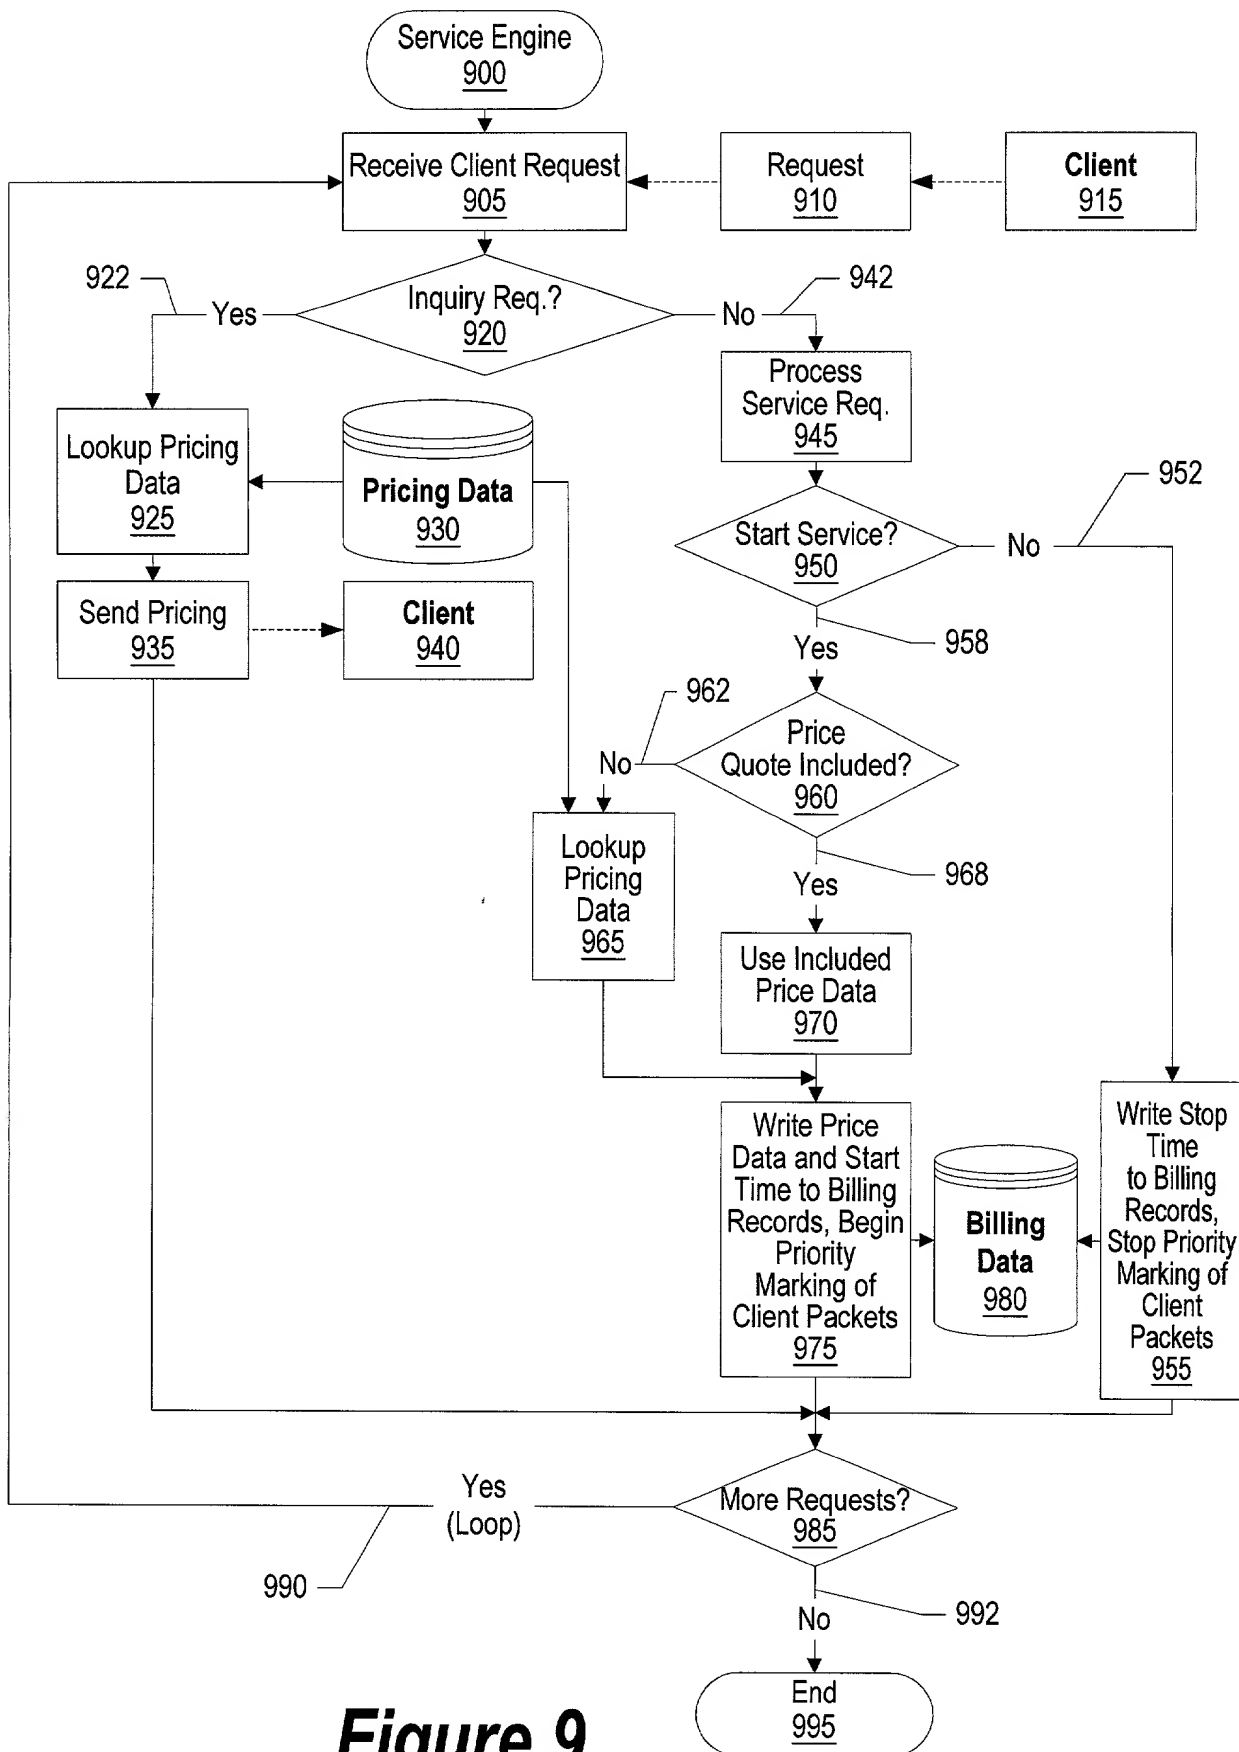 Service Engine
900
Receive Client Request
905
Request
910
Client
915
922
Yes
Inquiry Req.?
920
No
942
Process
Service Req.
945
Lookup Pricing
Data
925
Pricing Data
930
952
Start Service?
950
No
Send Pricing
935
Client
940
958
Yes
962
No
Price
Quote Included?
960
968
Yes
Lookup
Pricing
Data
965
Use Included
Price Data
970
Write Price
Data and Start
Time to Billing
Records, Begin
Priority
Marking of
Client Packets
975
Billing
Data
980
Write Stop
Time
to Billing
Records,
Stop Priority
Marking of
Client
Packets
955
Yes
(Loop)
More Requests?
985
990
992
No
End
995
Figure 9